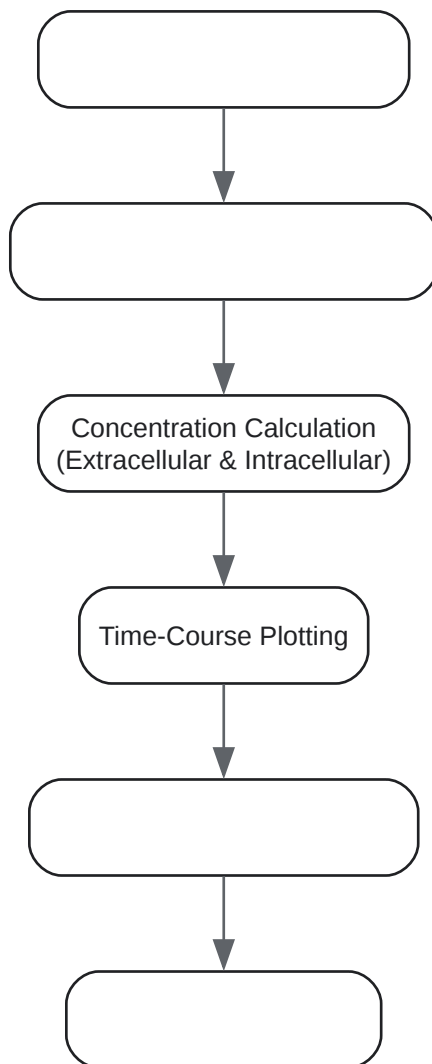 Concentration Calculation
(Extracellular & Intracellular)
Time-Course Plotting